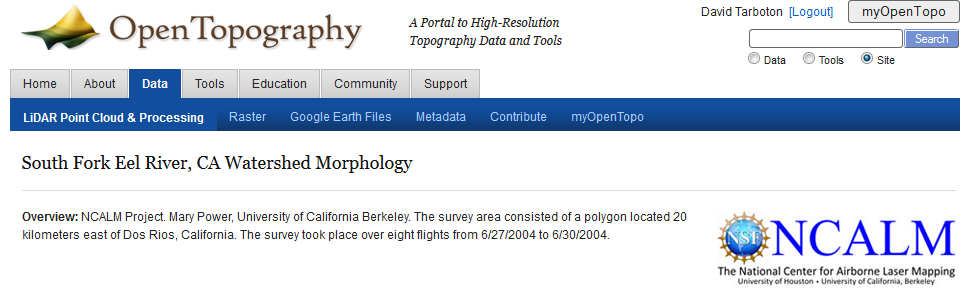 OpenTopography
A Portal to High-Resolution
Topography Data and Tools
David Tarboton [Logout] myOpenTopo
Search
Data Tools Site
Home About Data Tools Education Community Support
LiDAR Point Cloud & Processing Raster Google Earth Files Metadata Contribute myOpenTopo
South Fork Eel River, CA Watershed Morphology
Overview: NCALM Project. Mary Power, University of California Berkeley. The survey area consisted of a polygon located 20
kilometers east of Dos Rios, California. The survey took place over eight flights from 6/27/2004 to 6/30/2004.
NSF NCALM
The National Center for Airborne Laser Mapping
University of Houston • University of California, Berkeley